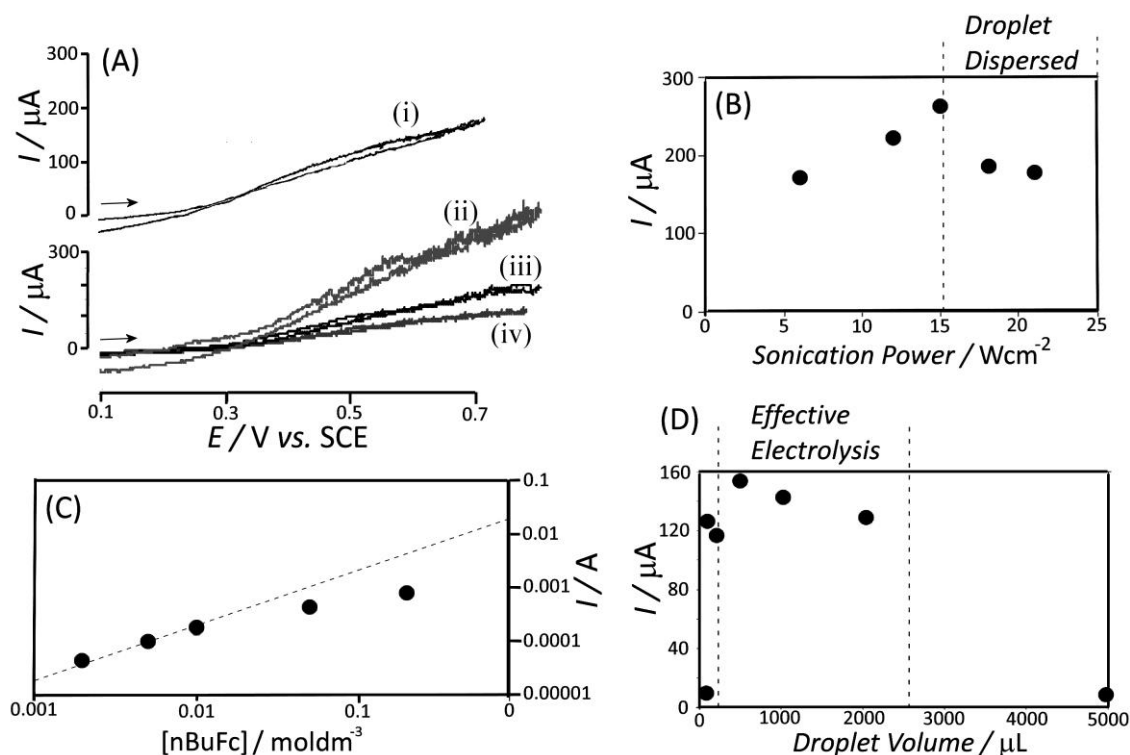 (A)
300
200
100
0
I / μA
(i)
300
200
1
0
I / μA
(ii)
(iii)
(iv)
0.1 0.3 0.5 0.7
E / V vs. SCE
Droplet
Dispersed
(B)
300
200
100
0
I / μA
0 5 10 15 20 25
Sonication Power / Wcm⁻²
(C)
0.1
0.01
0.001
0.0001
0.00001
I / A
0.001 0.01 0.1 0
[nBuFc] / moldm⁻³
(D)
Effective
Electrolysis
160
120
80
40
0
I / μA
0 1000 2000 3000 4000 5000
Droplet Volume / μL